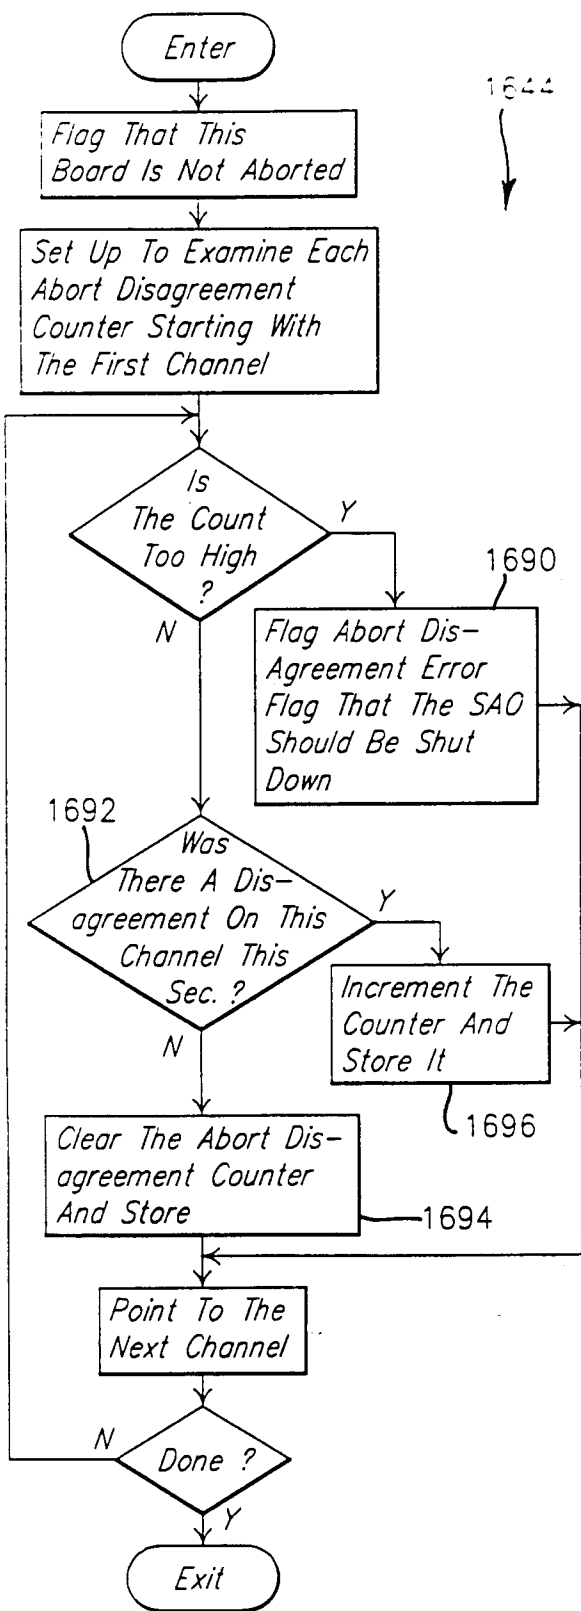 Enter
1644
Flag That This
Board Is Not Aborted
Set Up To Examine Each
Abort Disagreement
Counter Starting With
The First Channel
Is
The Count
Too High
?
Y
N
1690
Flag Abort Dis-
Agreement Error
Flag That The SAO
Should Be Shut
Down
1692
Was
There A Dis-
agreement On This
Channel This
Sec. ?
Y
N
Increment The
Counter And
Store It
1696
Clear The Abort Dis-
agreement Counter
And Store
1694
Point To The
Next Channel
N
Done ?
Y
Exit